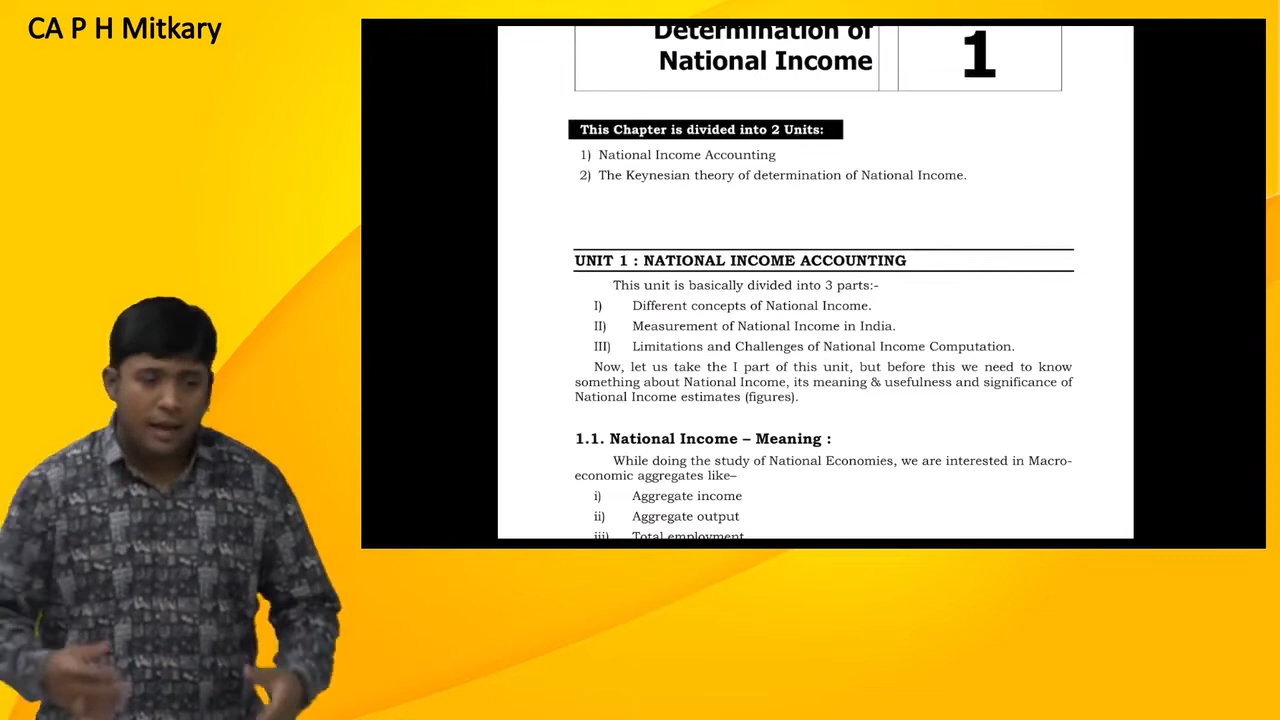 CA P H Mitkary
Determination of
National Income
1
This Chapter is divided into 2 Units:
1) National Income Accounting
2) The Keynesian theory of determination of National Income.
UNIT 1 : NATIONAL INCOME ACCOUNTING
This unit is basically divided into 3 parts:-
I) Different concepts of National Income.
II) Measurement of National Income in India.
III) Limitations and Challenges of National Income Computation.
Now, let us take the I part of this unit, but before this we need to know
something about National Income, its meaning & usefulness and significance of
National Income estimates (figures).
1.1. National Income – Meaning :
While doing the study of National Economies, we are interested in Macro-
economic aggregates like–
i) Aggregate income
ii) Aggregate output
iii) Total employment